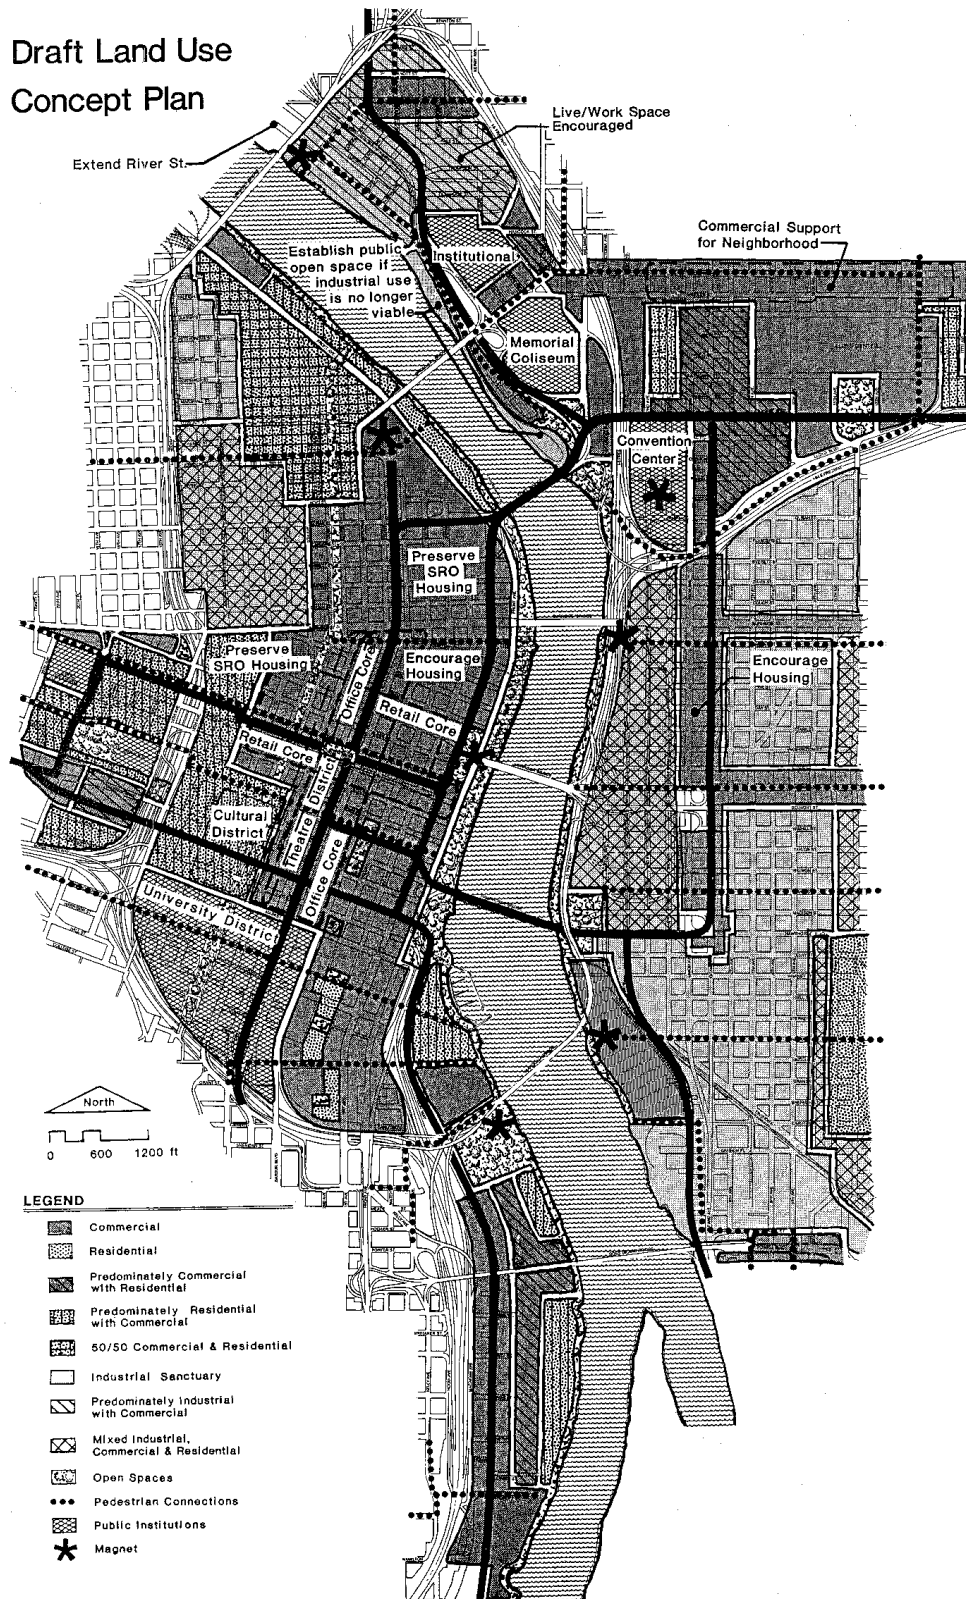 Draft Land Use
Concept Plan
Live/Work Space
Encouraged
Extend River St.
Commercial Support
for Neighborhood
Establish public
open space if
industrial use
is no longer
viable
Institutional
Memorial
Coliseum
Convention
Center
Preserve
SRO
Housing
Preserve
SRO Housing
Encourage
Housing
Encourage
Housing
Office Core
Retail Core
Retail Core
Theatre District
Cultural
District
Office Core
University District
North
0 600 1200 ft
LEGEND
Commercial
Residential
Predominately Commercial
with Residential
Predominately Residential
with Commercial
50/50 Commercial & Residential
Industrial Sanctuary
Predominately Industrial
with Commercial
Mixed Industrial,
Commercial & Residential
Open Spaces
Pedestrian Connections
Public Institutions
Magnet